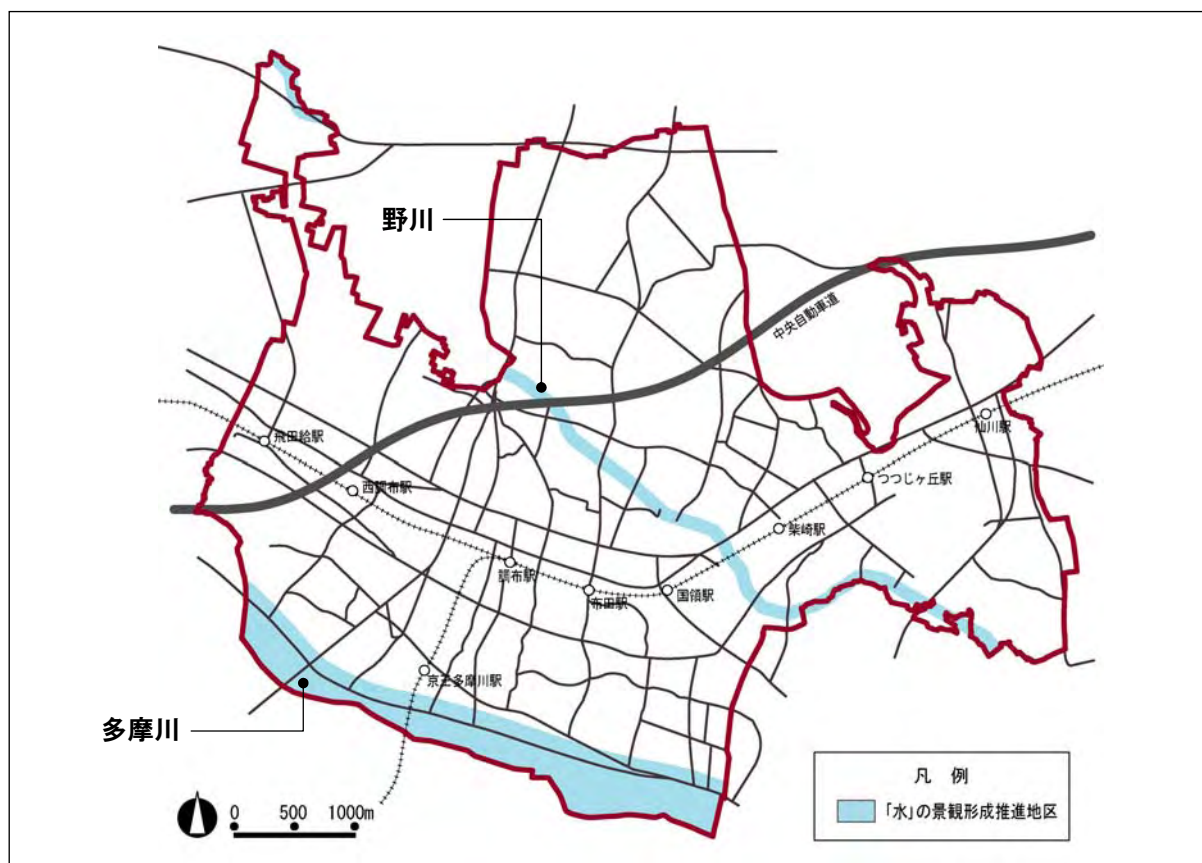 野川
中央自動車道
仙川駅
飛田給駅
つつじヶ丘駅
西調布駅
柴崎駅
調布駅
布田駅
国領駅
京王多摩川駅
多摩川
凡 例
「水」の景観形成推進地区
0 500 1000m